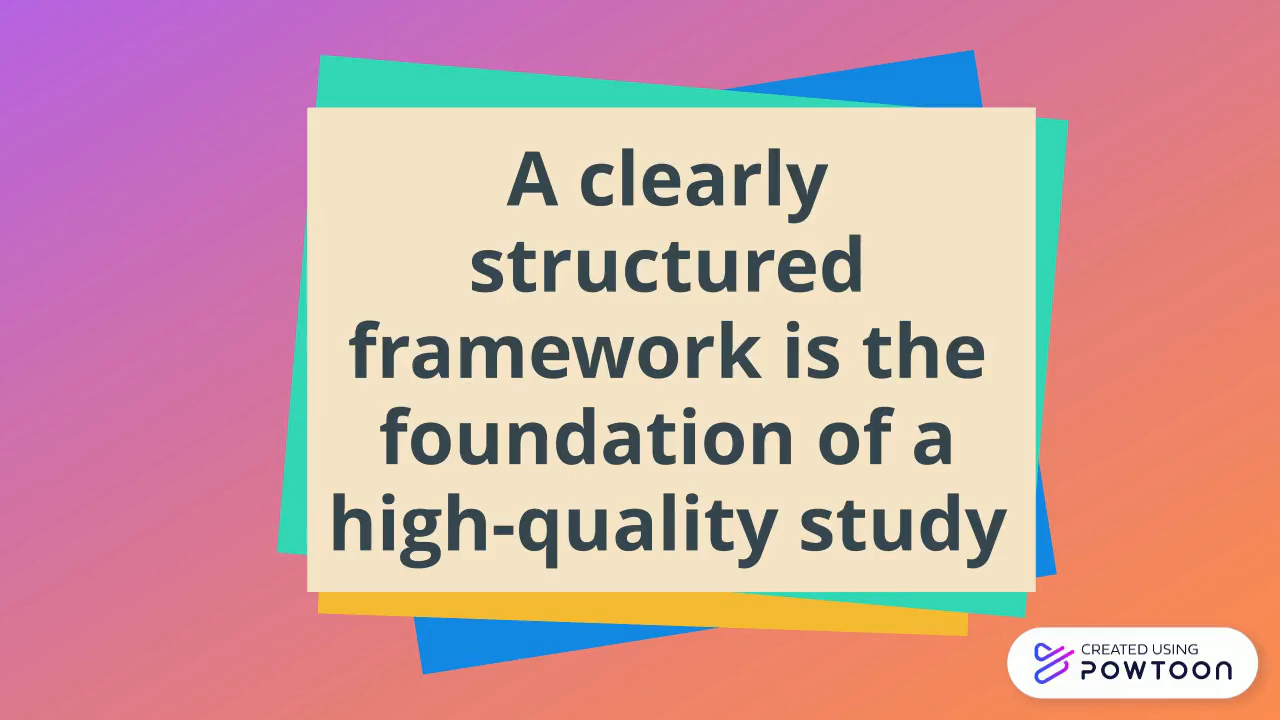 A clearly
structured
framework is the
foundation of a
high-quality study
CREATED USING
POWTOON